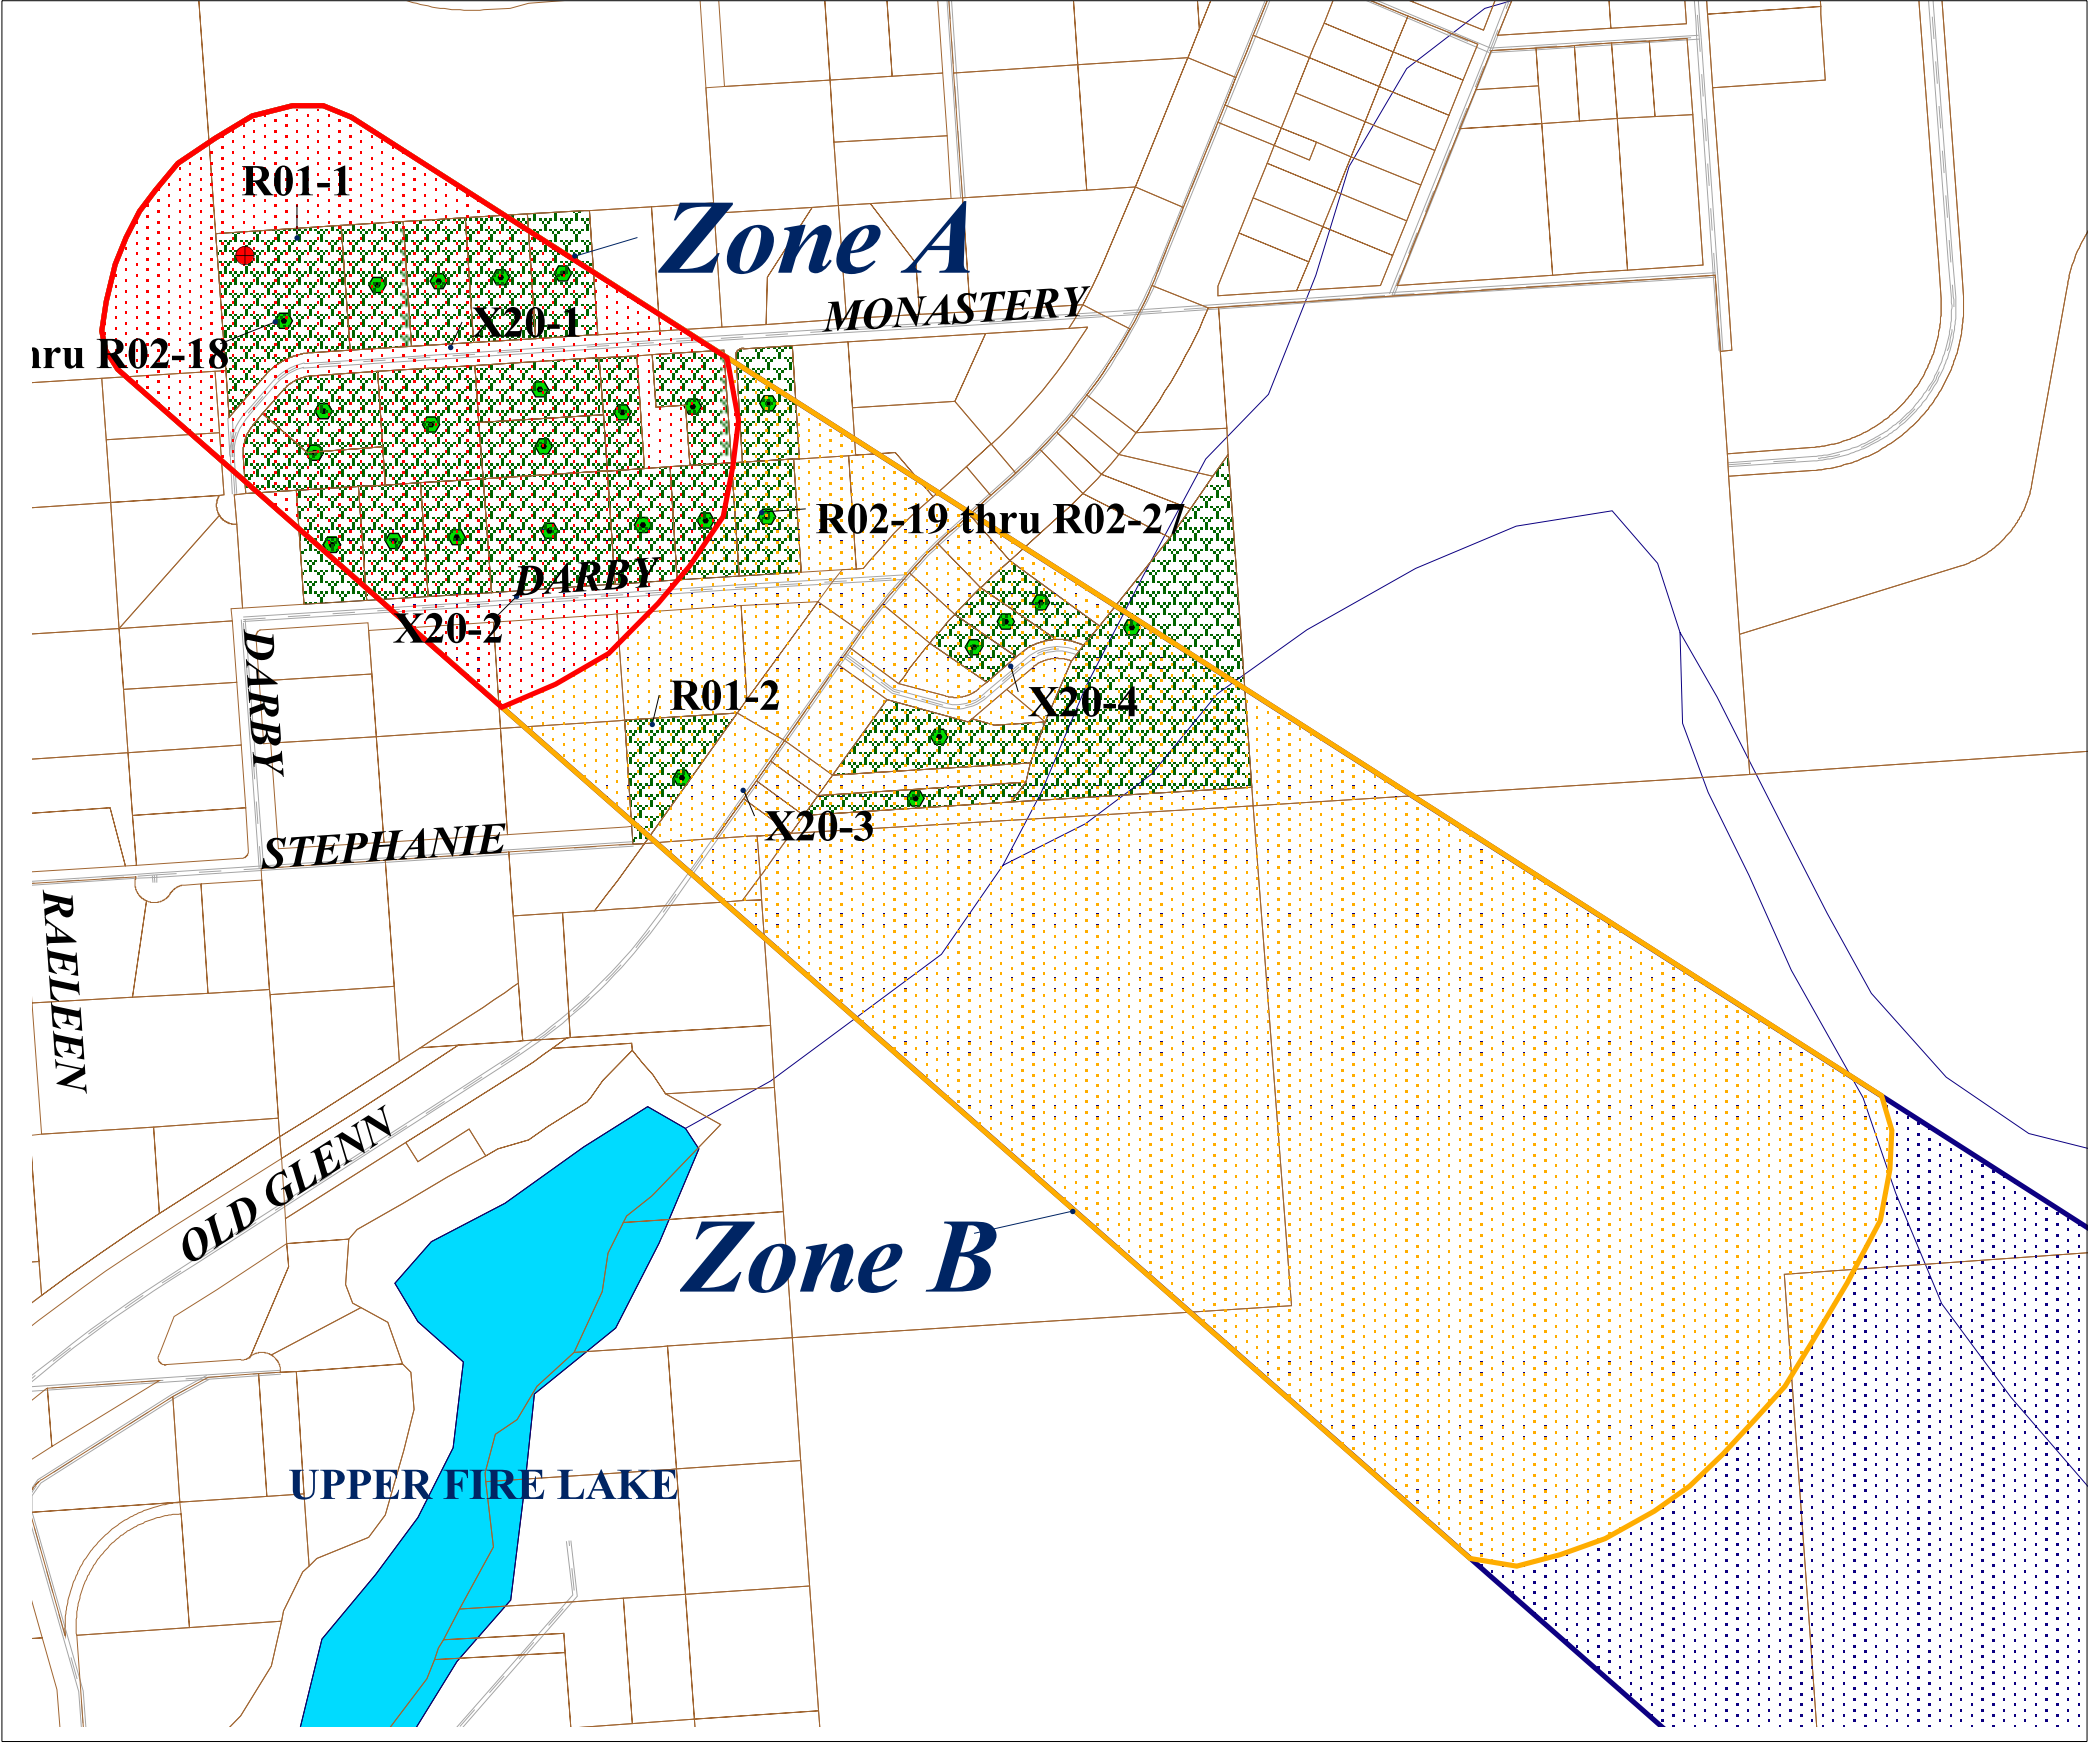 R01-1
Zone A
MONASTERY
X20-1
hru R02-18
R02-19 thru R02-27
DARBY
X20-2
DARBY
R01-2
X20-4
X20-3
STEPHANIE
RAELEEN
OLD GLENN
Zone B
UPPER FIRE LAKE